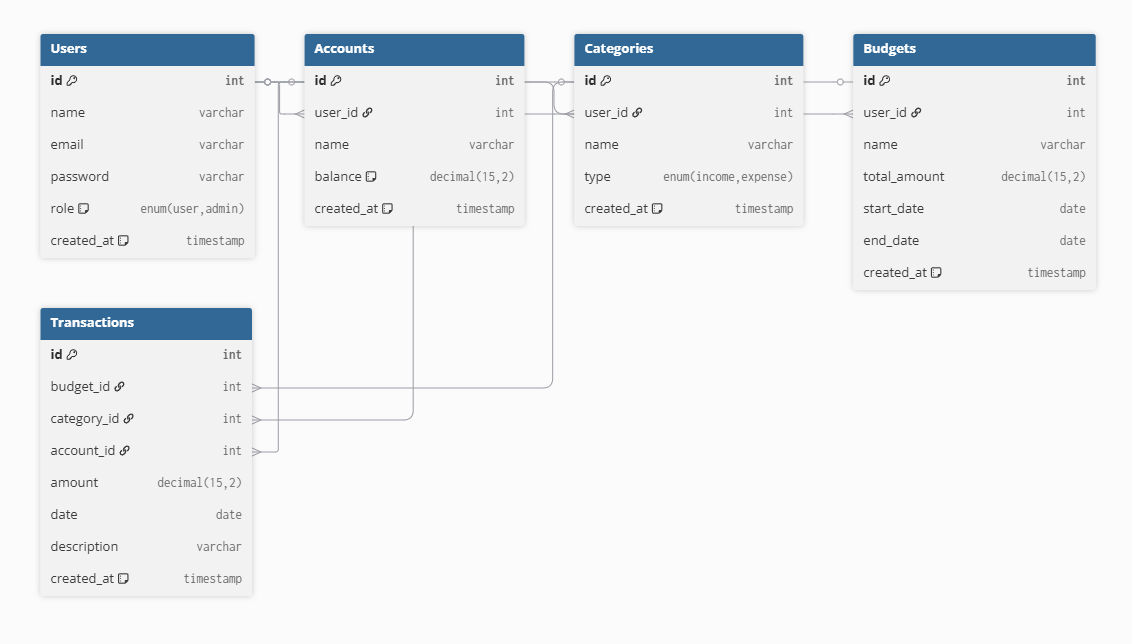 Users
id int
name varchar
email varchar
password varchar
role enum(user,admin)
created_at timestamp
Accounts
id int
user_id int
name varchar
balance decimal(15,2)
created_at timestamp
Categories
id int
user_id int
name varchar
type enum(income,expense)
created_at timestamp
Budgets
id int
user_id int
name varchar
total_amount decimal(15,2)
start_date date
end_date date
created_at timestamp
Transactions
id int
budget_id int
category_id int
account_id int
amount decimal(15,2)
date date
description varchar
created_at timestamp